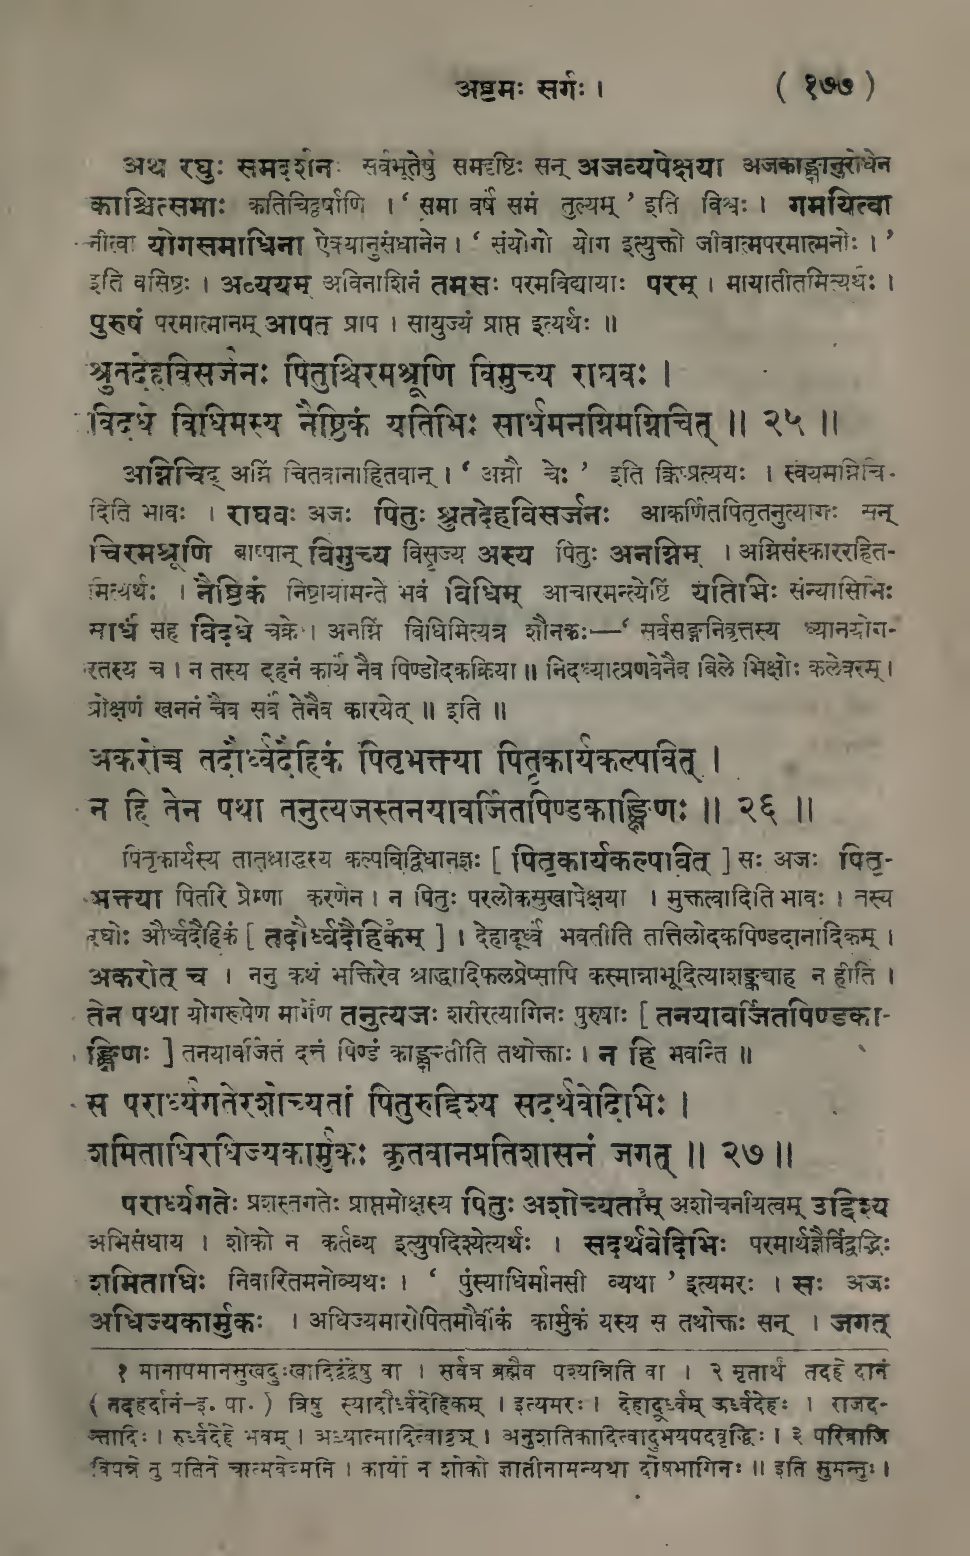 अष्टमः सर्गः । ( १७७ )
अथ रघुः समदर्शनः सर्वभूतेषु समदृष्टिः सन् अजव्यपेक्षया अजकाङ्क्षानुरोधेन
काश्चित्समाः कतिचिद्वर्षाणि । ‘ समा वर्षं समं तुल्यम् ’ इति विश्वः । गमयित्वा
नीत्वा योगसमाधिना ऐक्यानुसंधानेन । ‘ संयोगो योग इत्युक्तो जीवात्मपरमात्मनोः । ’
इति वसिष्ठः । अव्ययम् अविनाशिनं तमसः परमविद्यायाः परम् । मायातीतमित्यर्थः ।
पुरुषं परमात्मानम् आपत् प्राप । सायुज्यं प्राप्त इत्यर्थः ॥
श्रुतदेहविसर्जनः पितुश्चिरमश्रूणि विमुच्य राघवः ।
विदधे विधिमस्य नैष्ठिकं यतिभिः सार्धमनग्निमग्निचित् ॥ २५ ॥
अग्निचिद् अग्निं चितवानाहितवान् । ‘ अग्नौ चेः ’ इति क्विप्प्रत्ययः । स्वयमग्निचि-
दिति भावः । राघवः अजः पितुः श्रुतदेहविसर्जनः आकर्णितपितृतनुत्यागः सन्
चिरमश्रूणि बाष्पान् विमुच्य विसृज्य अस्य पितुः अनग्निम् । अग्निसंस्काररहित-
मित्यर्थः । नैष्ठिकं निष्ठायामन्ते भवं विधिम् आचारमन्त्येष्टिं यतिभिः संन्यासिभिः
सार्धं सह विदधे चक्रे । अनग्निं विधिमित्यत्र शौनकः—‘ सर्वसङ्गनिवृत्तस्य ध्यानयोग-
रतस्य च । न तस्य दहनं कार्यं नैव पिण्डोदकक्रिया ॥ निदध्यात्प्रणवेनैव बिले भिक्षोः कलेवरम् ।
प्रोक्षणं खननं चैव सर्वं तेनैव कारयेत् ॥ इति ॥
अकरोच्च तदौर्ध्वदैहिकं पितृभक्त्या पितृकार्यकल्पवित् ।
न हि तेन पथा तनुत्यजस्तनयावर्जितपिण्डकाङ्क्षिणः ॥ २६ ॥
पितृकार्यस्य तातश्राद्धस्य कल्पविद्विधानज्ञः [ पितृकार्यकल्पवित् ] सः अजः पितृ-
भक्त्या पितरि प्रेम्णा करणेन । न पितुः परलोकसुखापेक्षया । मुक्तत्वादिति भावः । तस्य
रघोः और्ध्वदैहिकं [ तदौर्ध्वदैहिकम् ] । देहादूर्ध्वं भवतीति तत्तिलोदकपिण्डदानादिकम् ।
अकरोत् च । ननु कथं भक्तिरेव श्राद्धादिफलप्रेप्सापि कस्मान्नाभूदित्याशङ्क्याह न हीति ।
तेन पथा योगरूपेण मार्गेण तनुत्यजः शरीरत्यागिनः पुरुषाः [ तनयावर्जितपिण्डका-
ङ्क्षिणः ] तनयावर्जितं दत्तं पिण्डं काङ्क्षन्तीति तथोक्ताः । न हि भवन्ति ॥
स परार्ध्यगतेरशोच्यतां पितुरुद्दिश्य सदर्थवेदिभिः ।
शमिताधिरधिज्यकार्मुकः कृतवानप्रतिशासनं जगत् ॥ २७ ॥
परार्ध्यगतेः प्रशस्तगतेः प्राप्तमोक्षस्य पितुः अशोच्यताम् अशोचनीयत्वम् उद्दिश्य
अभिसंधाय । शोको न कर्तव्य इत्युपदिश्येत्यर्थः । सदर्थवेदिभिः परमार्थज्ञैर्विद्वद्भिः
शमिताधिः निवारितमनोव्यथः । ‘ पुंस्याधिर्मानसी व्यथा ’ इत्यमरः । सः अजः
अधिज्यकार्मुकः । अधिज्यमारोपितमौर्वीकं कार्मुकं यस्य स तथोक्तः सन् । जगत्
१ मानापमानसुखदुःखादिद्वंद्वेषु वा । सर्वत्र ब्रह्मैव पश्यन्निति वा । २ मृतार्थं तदहे दानं
( तदहर्दानं-इ. पा. ) त्रिषु स्यादौर्ध्वदेहिकम् । इत्यमरः । देहादूर्ध्वम् ऊर्ध्वदेहः । राजद-
न्तादिः । ऊर्ध्वदेहे भवम् । अध्यात्मादित्वाट्ठञ् । अनुशतिकादित्वादुभयपदवृद्धिः । ३ परिव्राजि
विपन्ने तु पतिते चात्मवेश्मनि । कार्यो न शोको ज्ञातीनामन्यथा दोषभागिनः ॥ इति सुमन्तुः ।